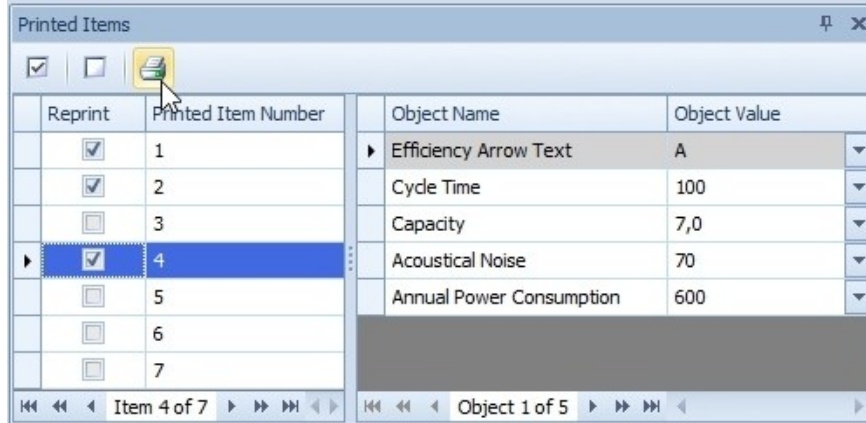 Printed Items
Reprint Printed Item Number
1
2
3
4
5
6
7
Item 4 of 7
Object Name Object Value
Efficiency Arrow Text A
Cycle Time 100
Capacity 7,0
Acoustical Noise 70
Annual Power Consumption 600
Object 1 of 5